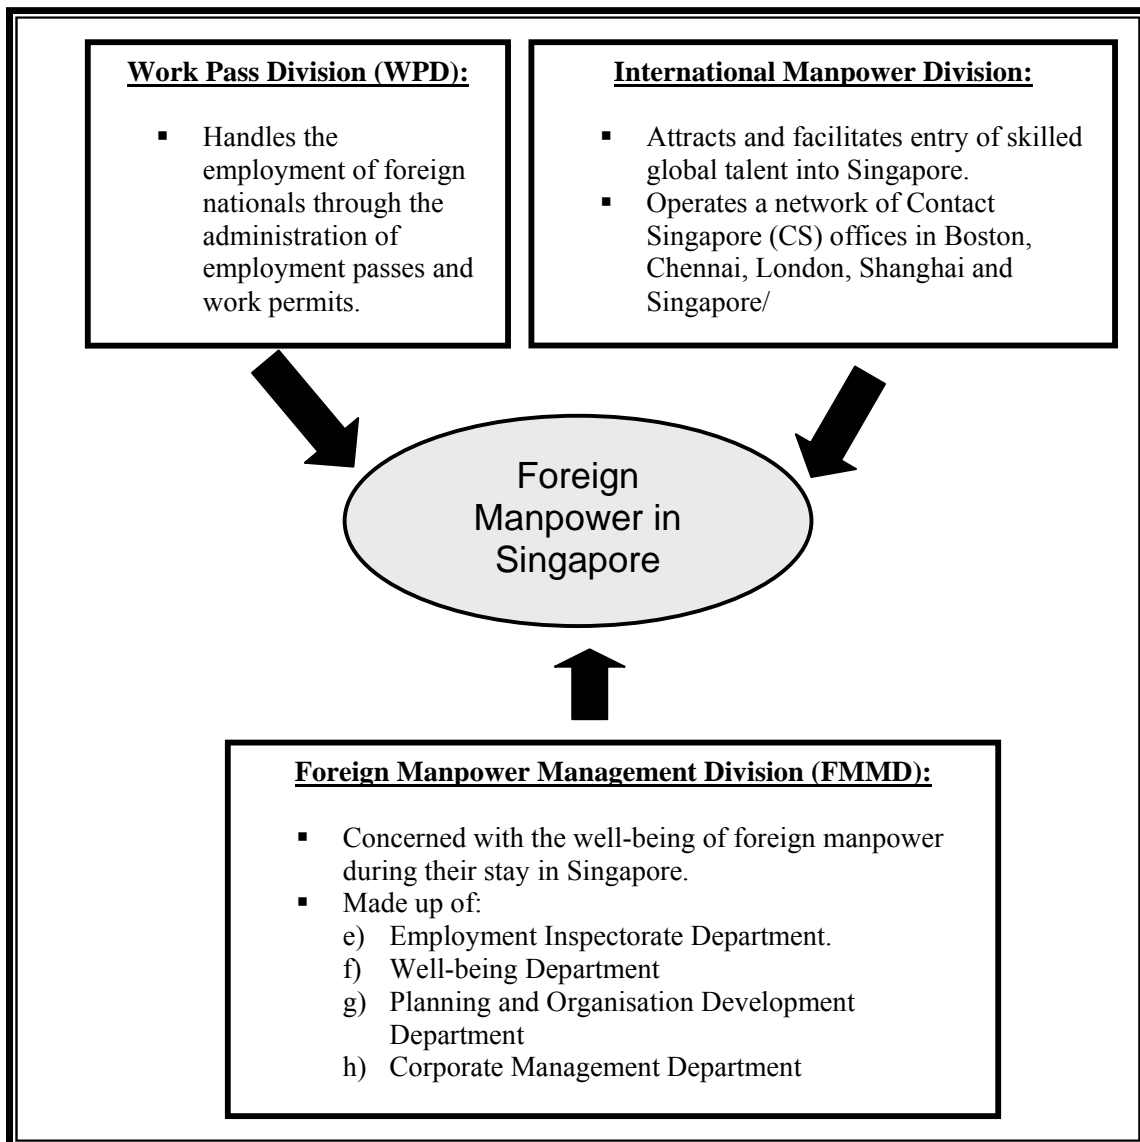 Work Pass Division (WPD):
▪ Handles the
employment of foreign
nationals through the
administration of
employment passes and
work permits.
International Manpower Division:
▪ Attracts and facilitates entry of skilled
global talent into Singapore.
▪ Operates a network of Contact
Singapore (CS) offices in Boston,
Chennai, London, Shanghai and
Singapore/
Foreign
Manpower in
Singapore
Foreign Manpower Management Division (FMMD):
▪ Concerned with the well-being of foreign manpower
during their stay in Singapore.
▪ Made up of:
e) Employment Inspectorate Department.
f) Well-being Department
g) Planning and Organisation Development
Department
h) Corporate Management Department